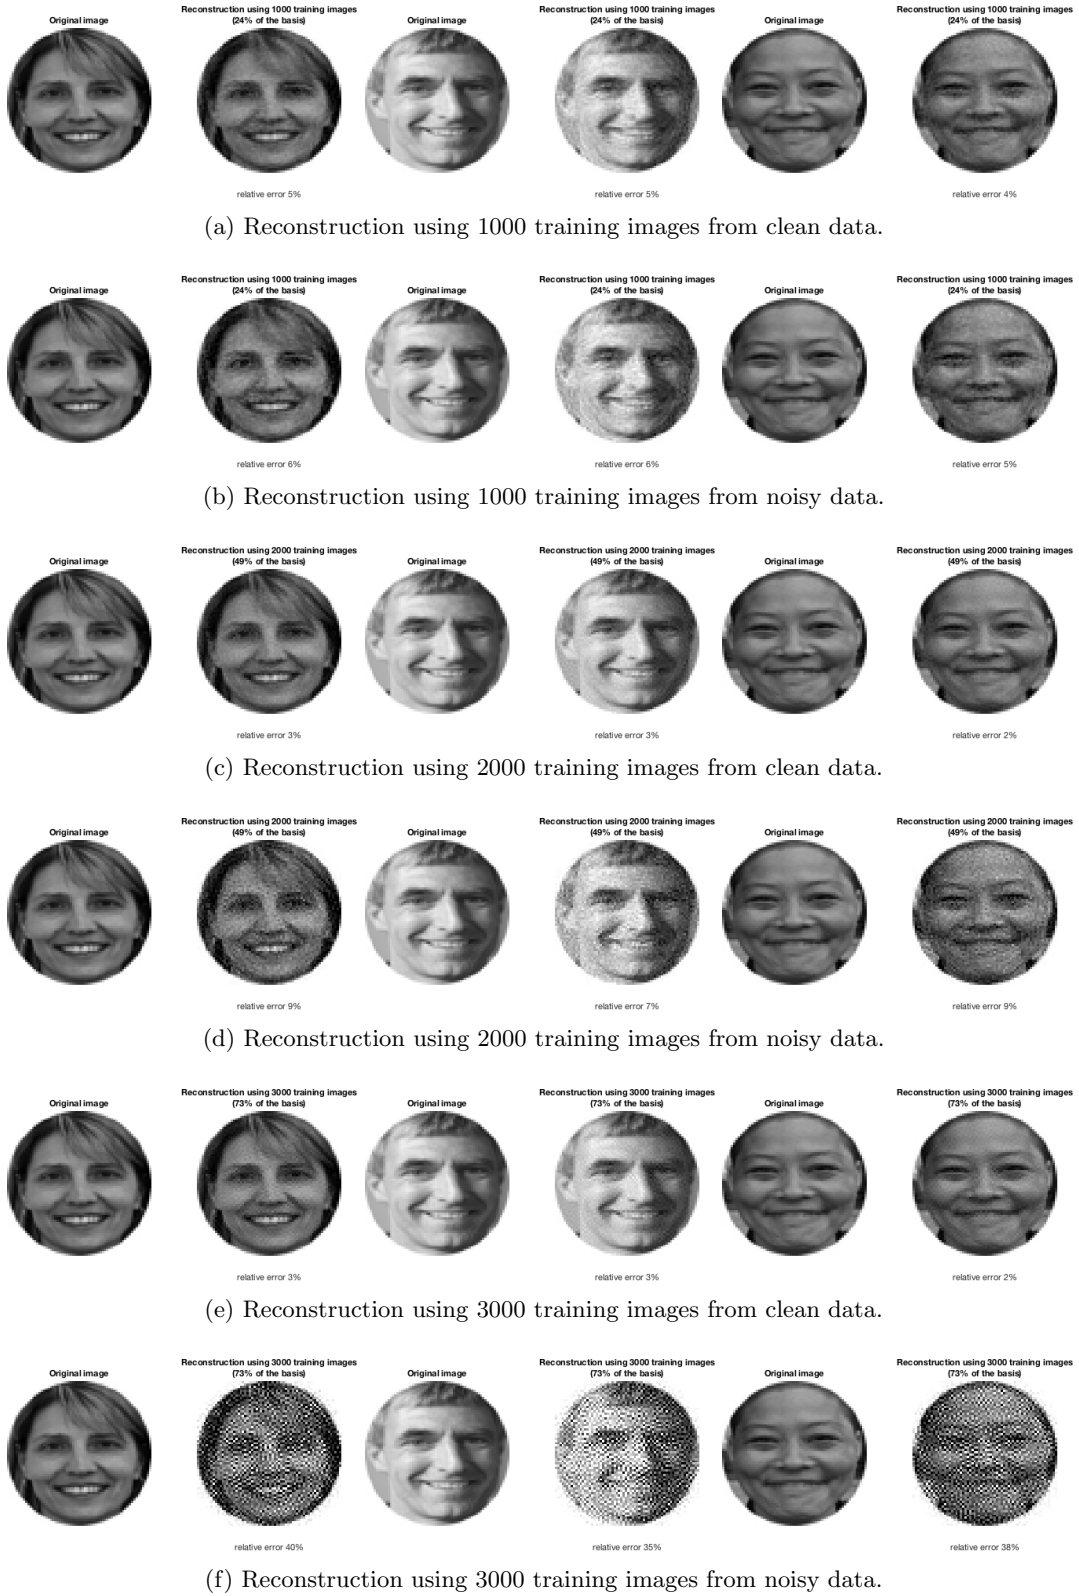 Original image
Reconstruction using 1000 training images
(24% of the basis)
Original image
Reconstruction using 1000 training images
(24% of the basis)
Original image
Reconstruction using 1000 training images
(24% of the basis)
relative error 5%
relative error 5%
relative error 4%
(a) Reconstruction using 1000 training images from clean data.
Original image
Reconstruction using 1000 training images
(24% of the basis)
Original image
Reconstruction using 1000 training images
(24% of the basis)
Original image
Reconstruction using 1000 training images
(24% of the basis)
relative error 6%
relative error 6%
relative error 5%
(b) Reconstruction using 1000 training images from noisy data.
Original image
Reconstruction using 2000 training images
(49% of the basis)
Original image
Reconstruction using 2000 training images
(49% of the basis)
Original image
Reconstruction using 2000 training images
(49% of the basis)
relative error 3%
relative error 3%
relative error 2%
(c) Reconstruction using 2000 training images from clean data.
Original image
Reconstruction using 2000 training images
(49% of the basis)
Original image
Reconstruction using 2000 training images
(49% of the basis)
Original image
Reconstruction using 2000 training images
(49% of the basis)
relative error 9%
relative error 7%
relative error 9%
(d) Reconstruction using 2000 training images from noisy data.
Original image
Reconstruction using 3000 training images
(73% of the basis)
Original image
Reconstruction using 3000 training images
(73% of the basis)
Original image
Reconstruction using 3000 training images
(73% of the basis)
relative error 3%
relative error 3%
relative error 2%
(e) Reconstruction using 3000 training images from clean data.
Original image
Reconstruction using 3000 training images
(73% of the basis)
Original image
Reconstruction using 3000 training images
(73% of the basis)
Original image
Reconstruction using 3000 training images
(73% of the basis)
relative error 40%
relative error 35%
relative error 38%
(f) Reconstruction using 3000 training images from noisy data.